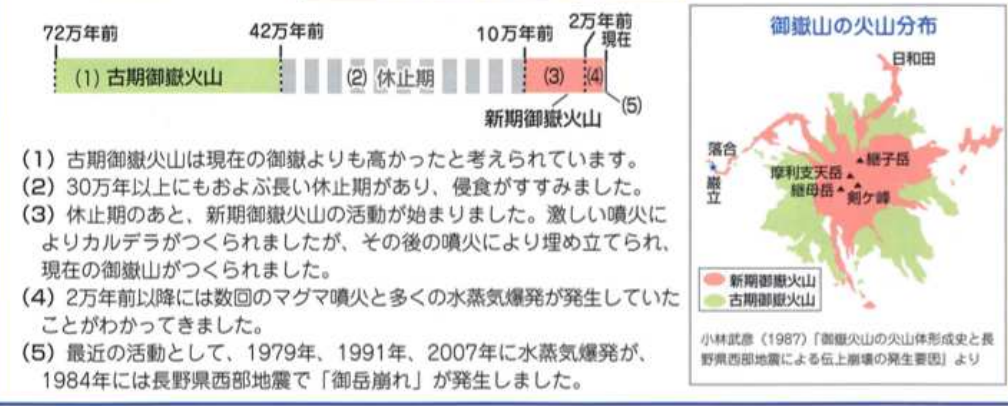 72万年前
42万年前
10万年前
2万年前
現在
(1) 古期御嶽火山
(2) 休止期
(3)
(4)
(5)
新期御嶽火山
(1) 古期御嶽火山は現在の御嶽よりも高かったと考えられています。
(2) 30万年以上にもおよぶ長い休止期があり、侵食がすすみました。
(3) 休止期のあと、新期御嶽火山の活動が始まりました。激しい噴火に
よりカルデラがつくられましたが、その後の噴火により埋め立てられ、
現在の御嶽山がつくられました。
(4) 2万年前以降には数回のマグマ噴火と多くの水蒸気爆発が発生していた
ことがわかってきました。
(5) 最近の活動として、1979年、1991年、2007年に水蒸気爆発が、
1984年には長野県西部地震で「御岳崩れ」が発生しました。
御嶽山の火山分布
日和田
落合
巌立
継子岳
摩利支天岳
継母岳
剣ケ峰
新期御嶽火山
古期御嶽火山
小林武彦（1987）「御嶽火山の火山体形成史と長
野県西部地震による伝上崩壊の発生要因」より